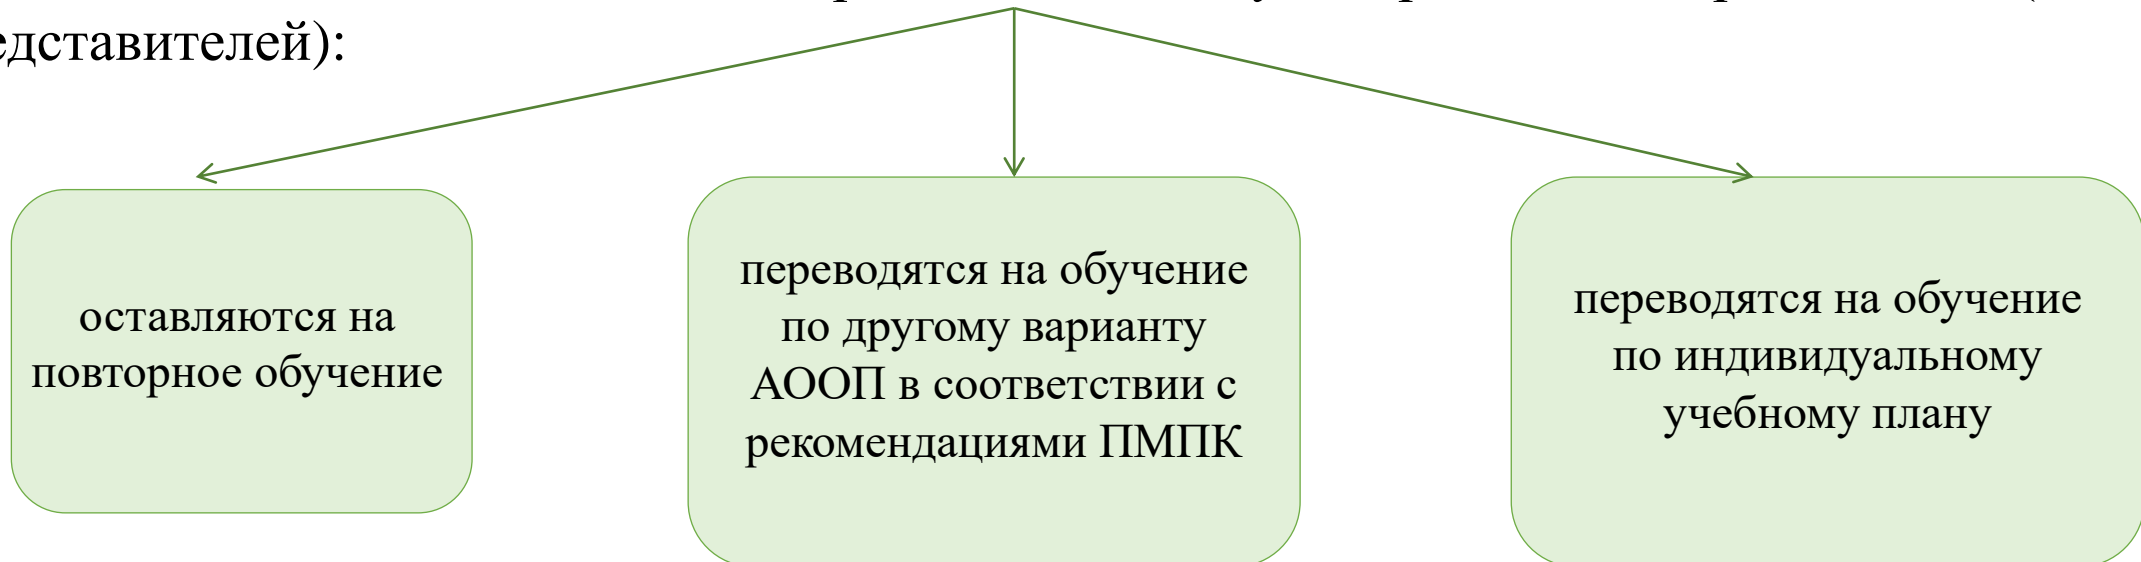 едставителей):
оставляются на
повторное обучение
переводятся на обучение
по другому варианту
АООП в соответствии с
рекомендациями ПМПК
переводятся на обучение
по индивидуальному
учебному плану